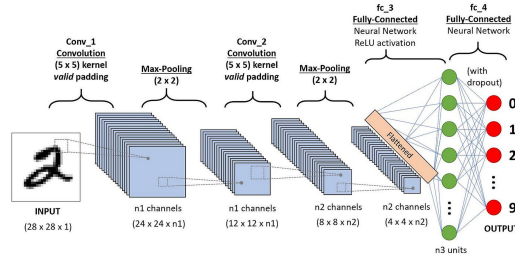 Conv_1
Convolution
(5 x 5) kernel
valid padding
Max-Pooling
(2 x 2)
Conv_2
Convolution
(5 x 5) kernel
valid padding
Max-Pooling
(2 x 2)
fc_3
Fully-Connected
Neural Network
ReLU activation
fc_4
Fully-Connected
Neural Network
(with
dropout)
Flattened
2
INPUT
(28 x 28 x 1)
n1 channels
(24 x 24 x n1)
n1 channels
(12 x 12 x n1)
n2 channels
(8 x 8 x n2)
n2 channels
(4 x 4 x n2)
n3 units
0
1
2
9
OUTPUT